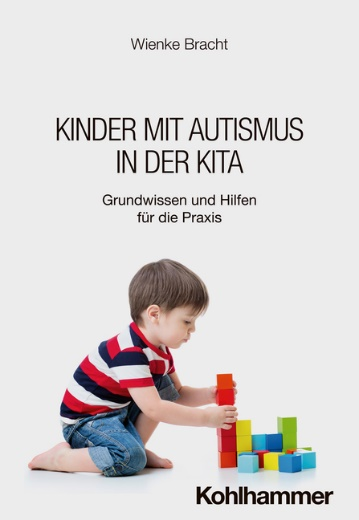 Wienke Bracht
KINDER MIT AUTISMUS
IN DER KITA
Grundwissen und Hilfen
für die Praxis
Kohlhammer